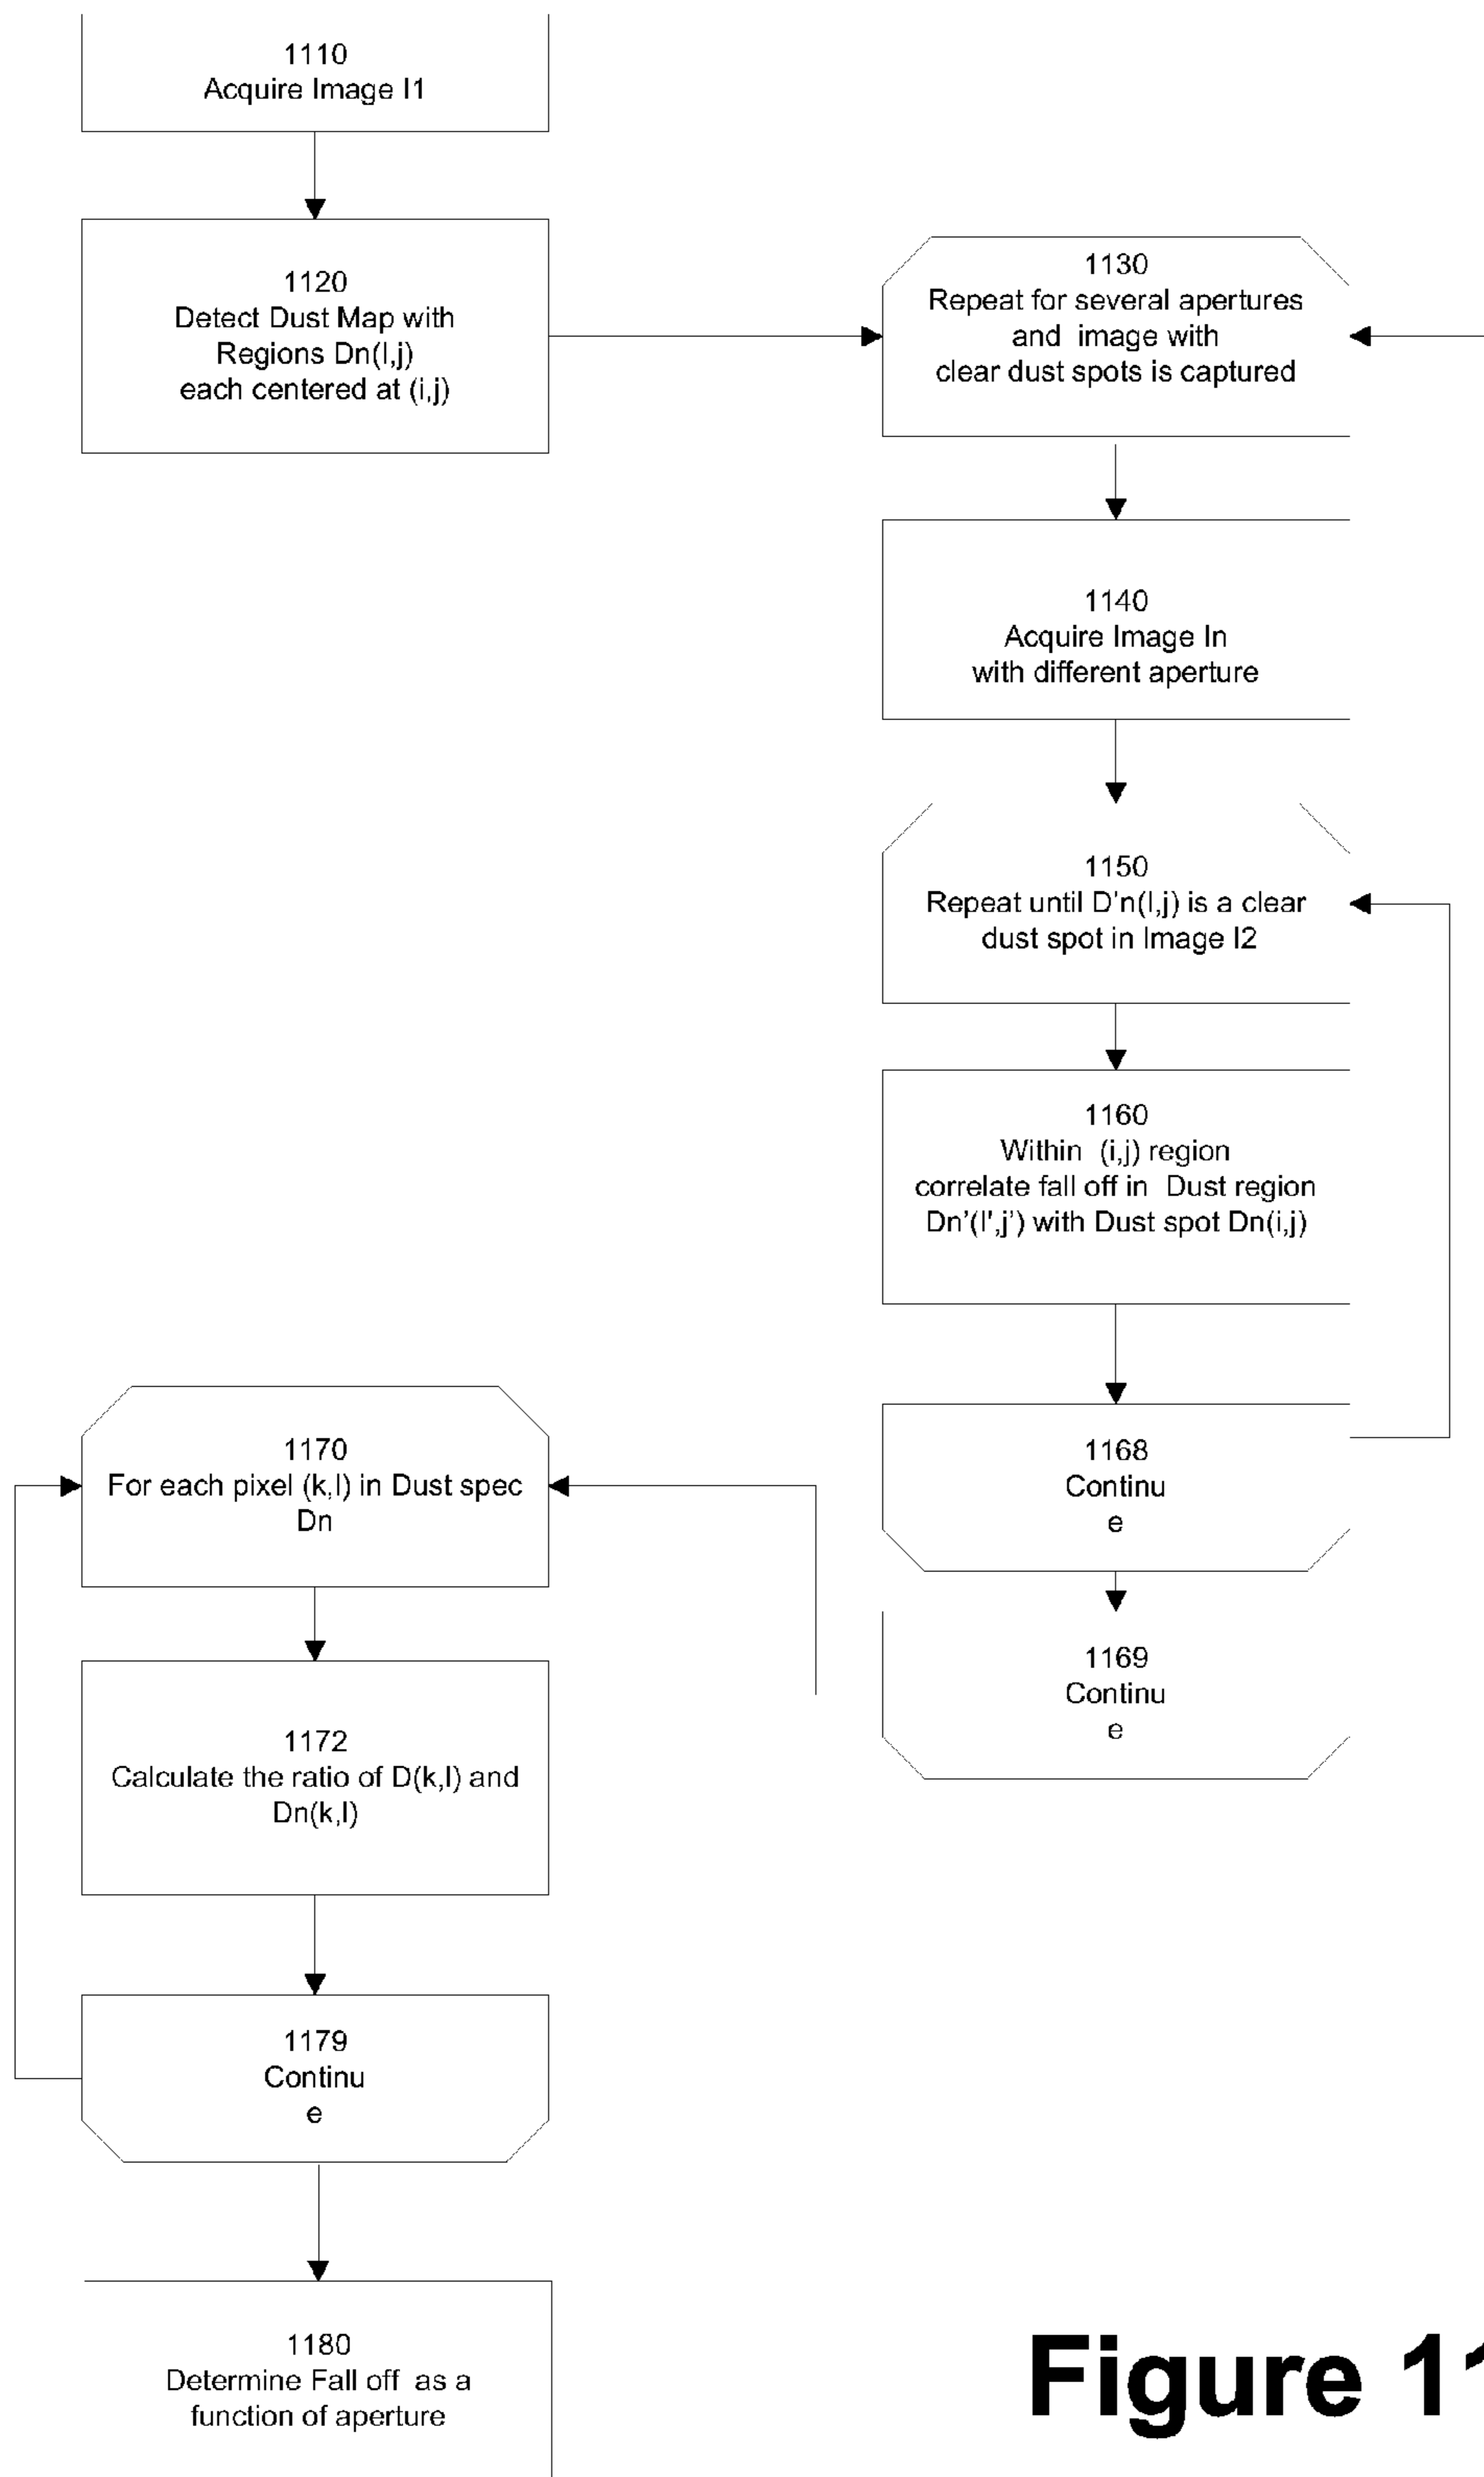 1110
Acquire Image I1
1120
Detect Dust Map with
Regions Dn(I,j)
each centered at (i,j)
1130
Repeat for several apertures
and image with
clear dust spots is captured
1140
Acquire Image In
with different aperture
1150
Repeat until D'n(I,j) is a clear
dust spot in Image I2
1160
Within (i,j) region
correlate fall off in Dust region
Dn'(I',j') with Dust spot Dn(i,j)
1168
Continu
e
1169
Continu
e
1170
For each pixel (k,l) in Dust spec
Dn
1172
Calculate the ratio of D(k,l) and
Dn(k,l)
1179
Continu
e
1180
Determine Fall off as a
function of aperture
Figure 11